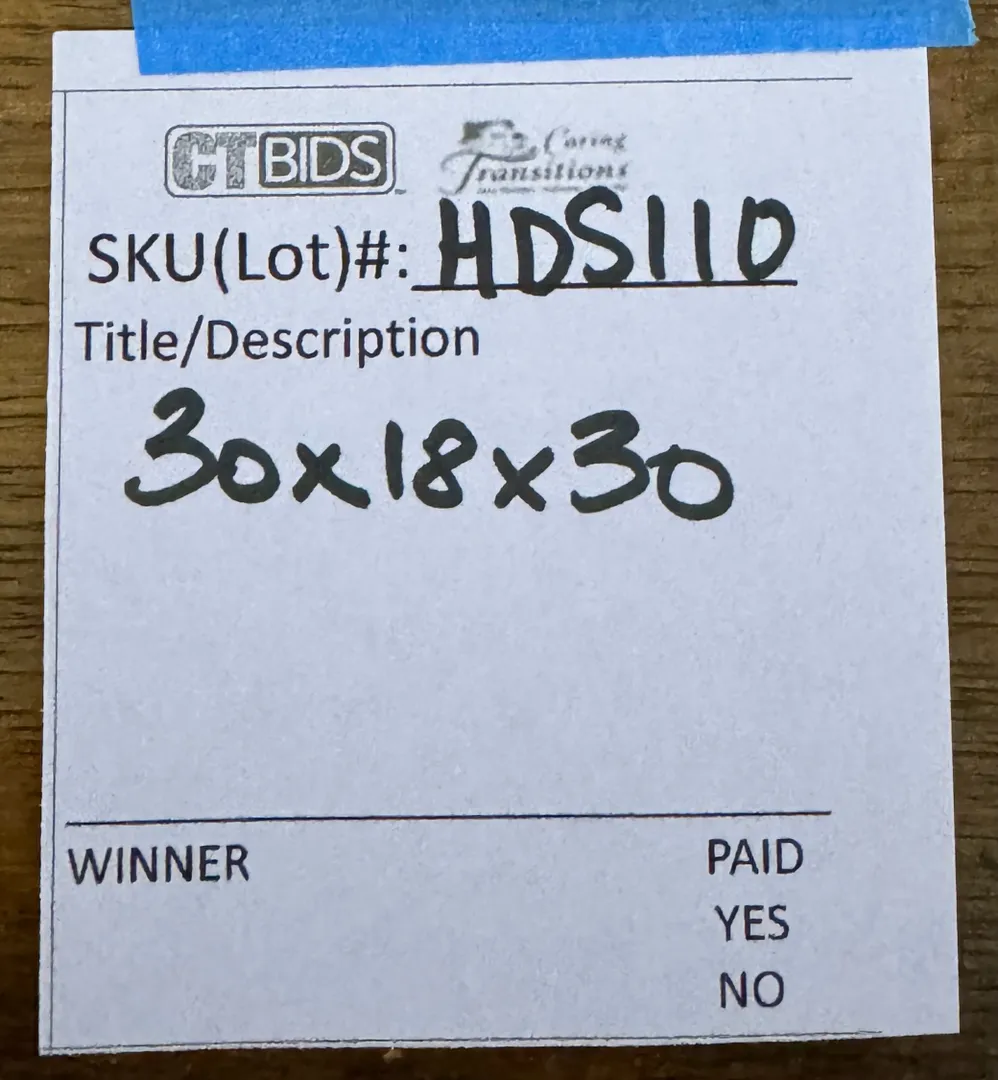 CTBIDS Caring
Transitions
SKU(Lot)#: HDS110
Title/Description
30x18x30
WINNER PAID
YES
NO